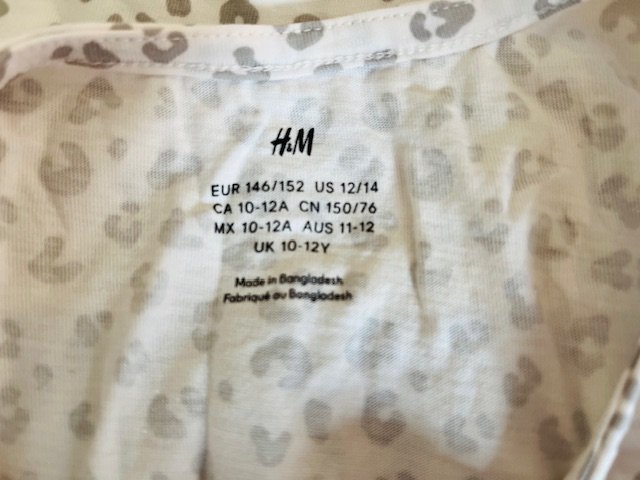 H&M
EUR 146/152 US 12/14
CA 10-12A CN 150/76
MX 10-12A AUS 11-12
UK 10-12Y
Made in Bangladesh
Fabriqué au Bangladesh